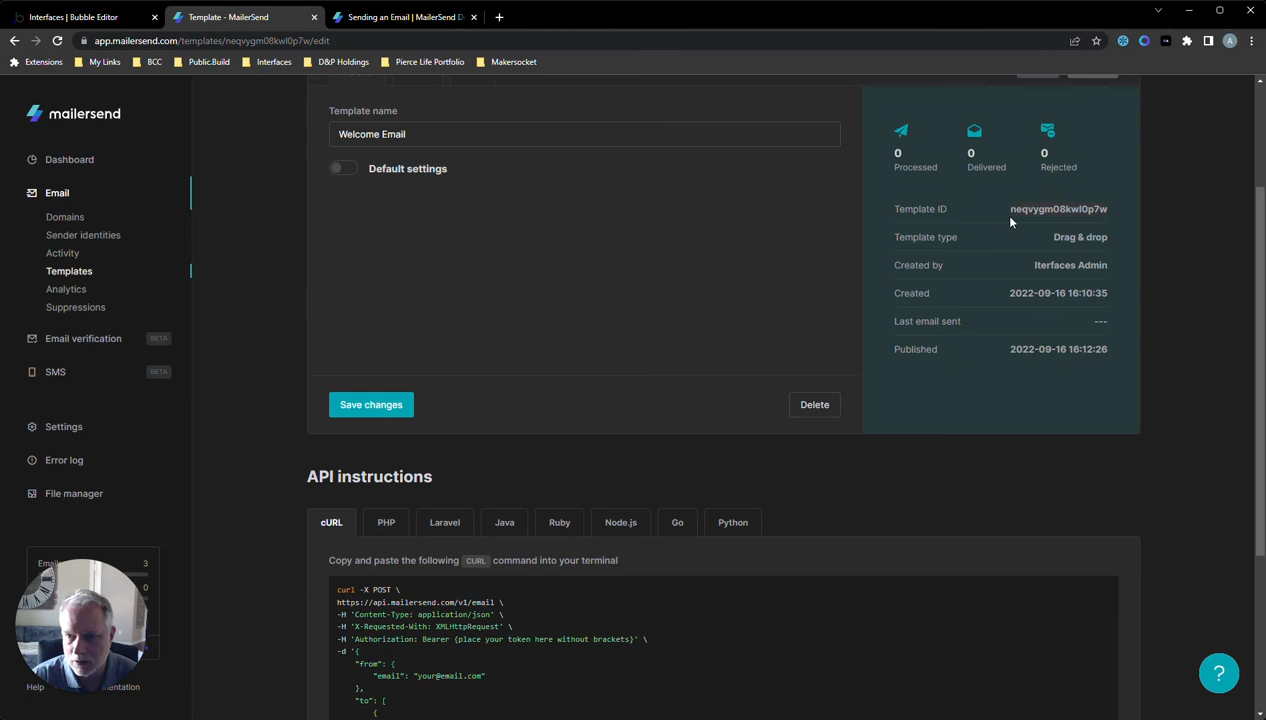 Interfaces | Bubble Editor
Template - MailerSend
Sending an Email | MailerSend D
app.mailersend.com/templates/neqvygm08kwl0p7w/edit
A
Extensions My Links BCC Public.Build Interfaces D&P Holdings Pierce Life Portfolio Makersocket
mailersend
Dashboard
Email
Domains
Sender identities
Activity
Templates
Analytics
Suppressions
Email verification BETA
SMS BETA
Settings
Error log
File manager
3
0
Help
Template name
Welcome Email
Default settings
Save changes
Delete
0 0 0
Processed Delivered Rejected
Template ID neqvygm08kwl0p7w
Template type Drag & drop
Created by Iterfaces Admin
Created 2022-09-16 16:10:35
Last email sent ---
Published 2022-09-16 16:12:26
API instructions
cURL PHP Laravel Java Ruby Node.js Go Python
Copy and paste the following CURL command into your terminal
curl -X POST \
https://api.mailersend.com/v1/email \
-H 'Content-Type: application/json' \
-H 'X-Requested-With: XMLHttpRequest' \
-H 'Authorization: Bearer {place your token here without brackets}' \
-d '{
"from": {
"email": "your@email.com"
},
"to": [
{
?